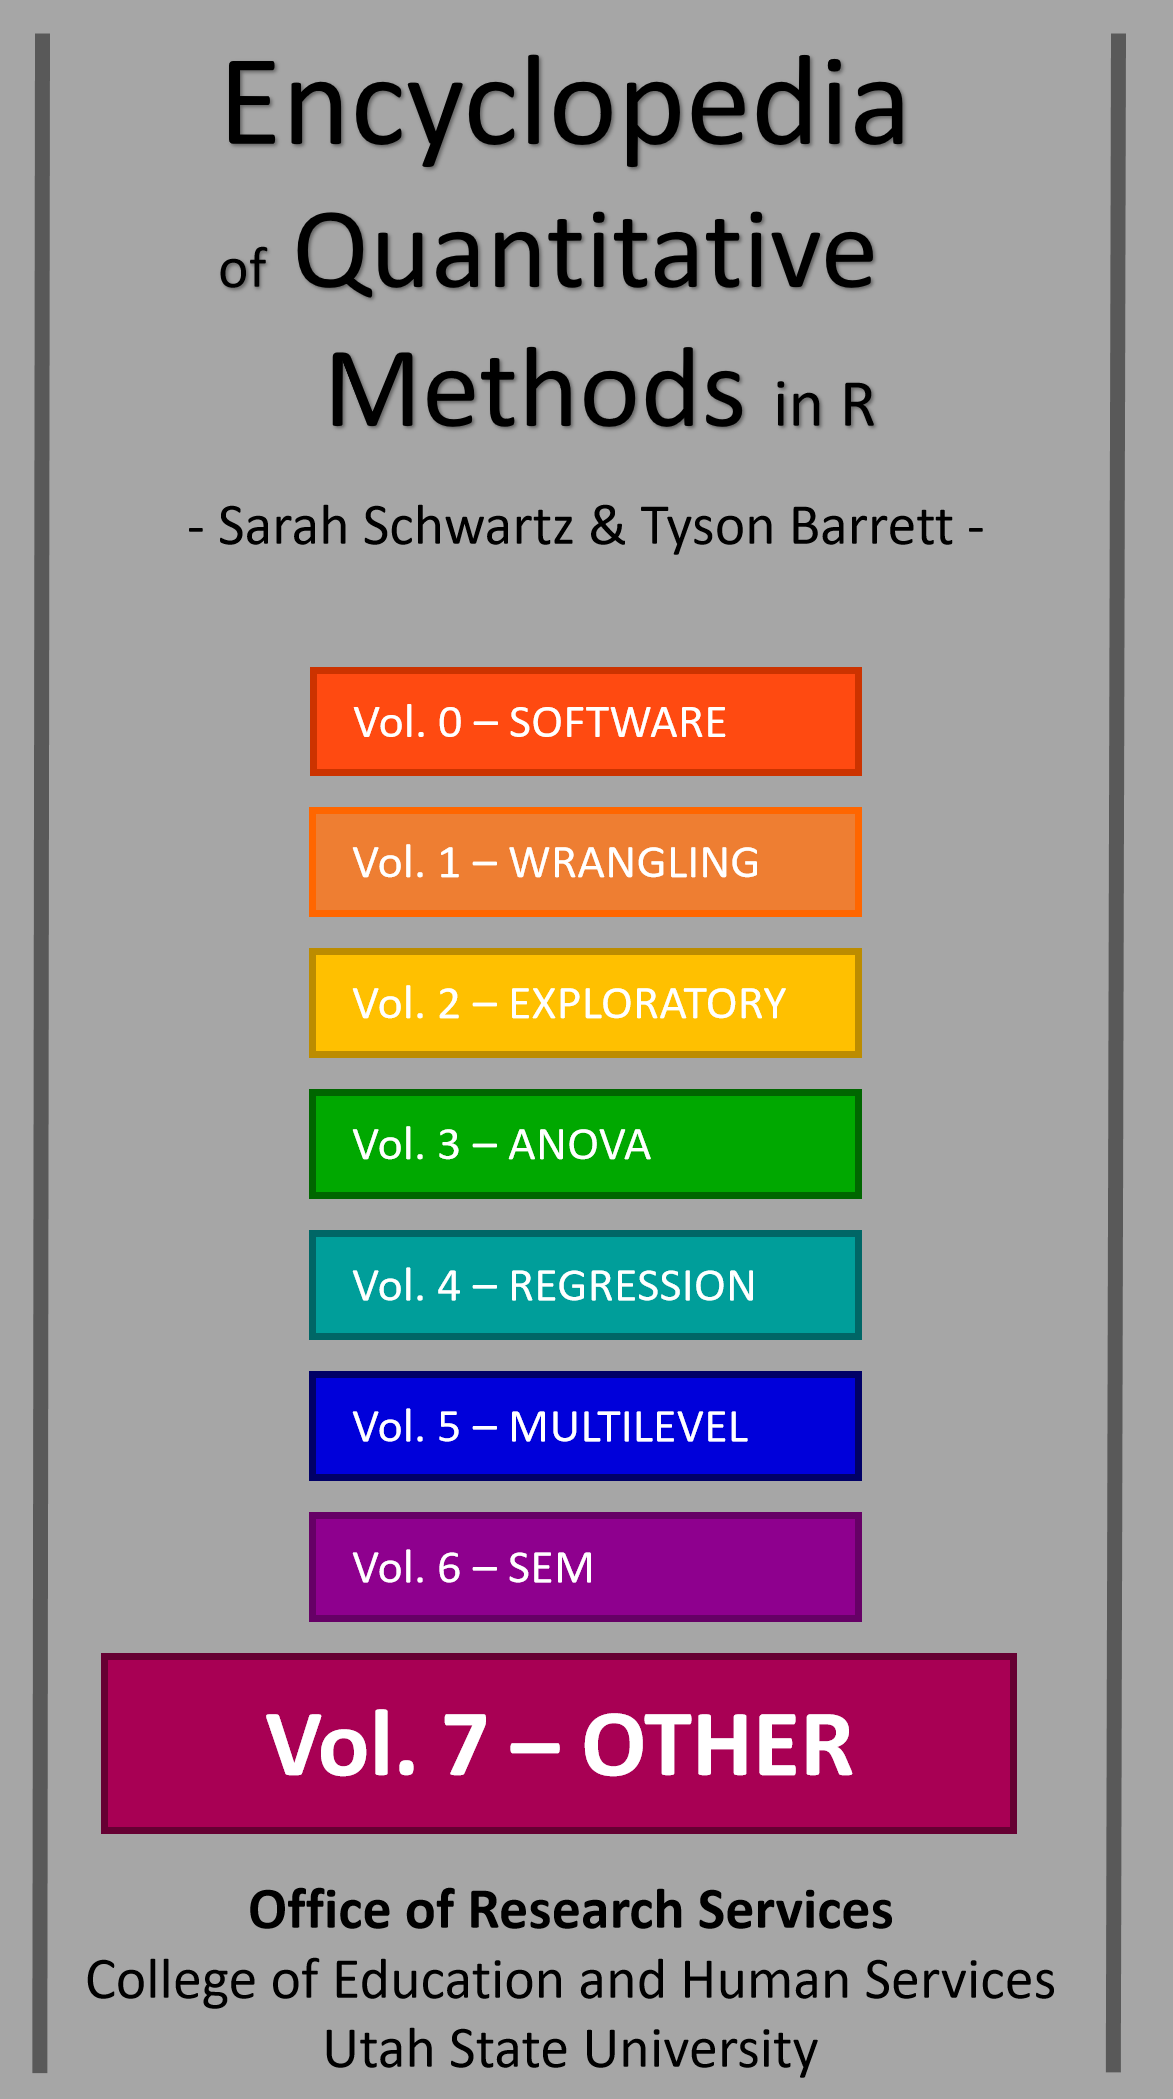 Encyclopedia
of Quantitative
Methods in R
- Sarah Schwartz & Tyson Barrett -
Vol. 0 – SOFTWARE
Vol. 1 – WRANGLING
Vol. 2 – EXPLORATORY
Vol. 3 – ANOVA
Vol. 4 – REGRESSION
Vol. 5 – MULTILEVEL
Vol. 6 – SEM
Vol. 7 – OTHER
Office of Research Services
College of Education and Human Services
Utah State University